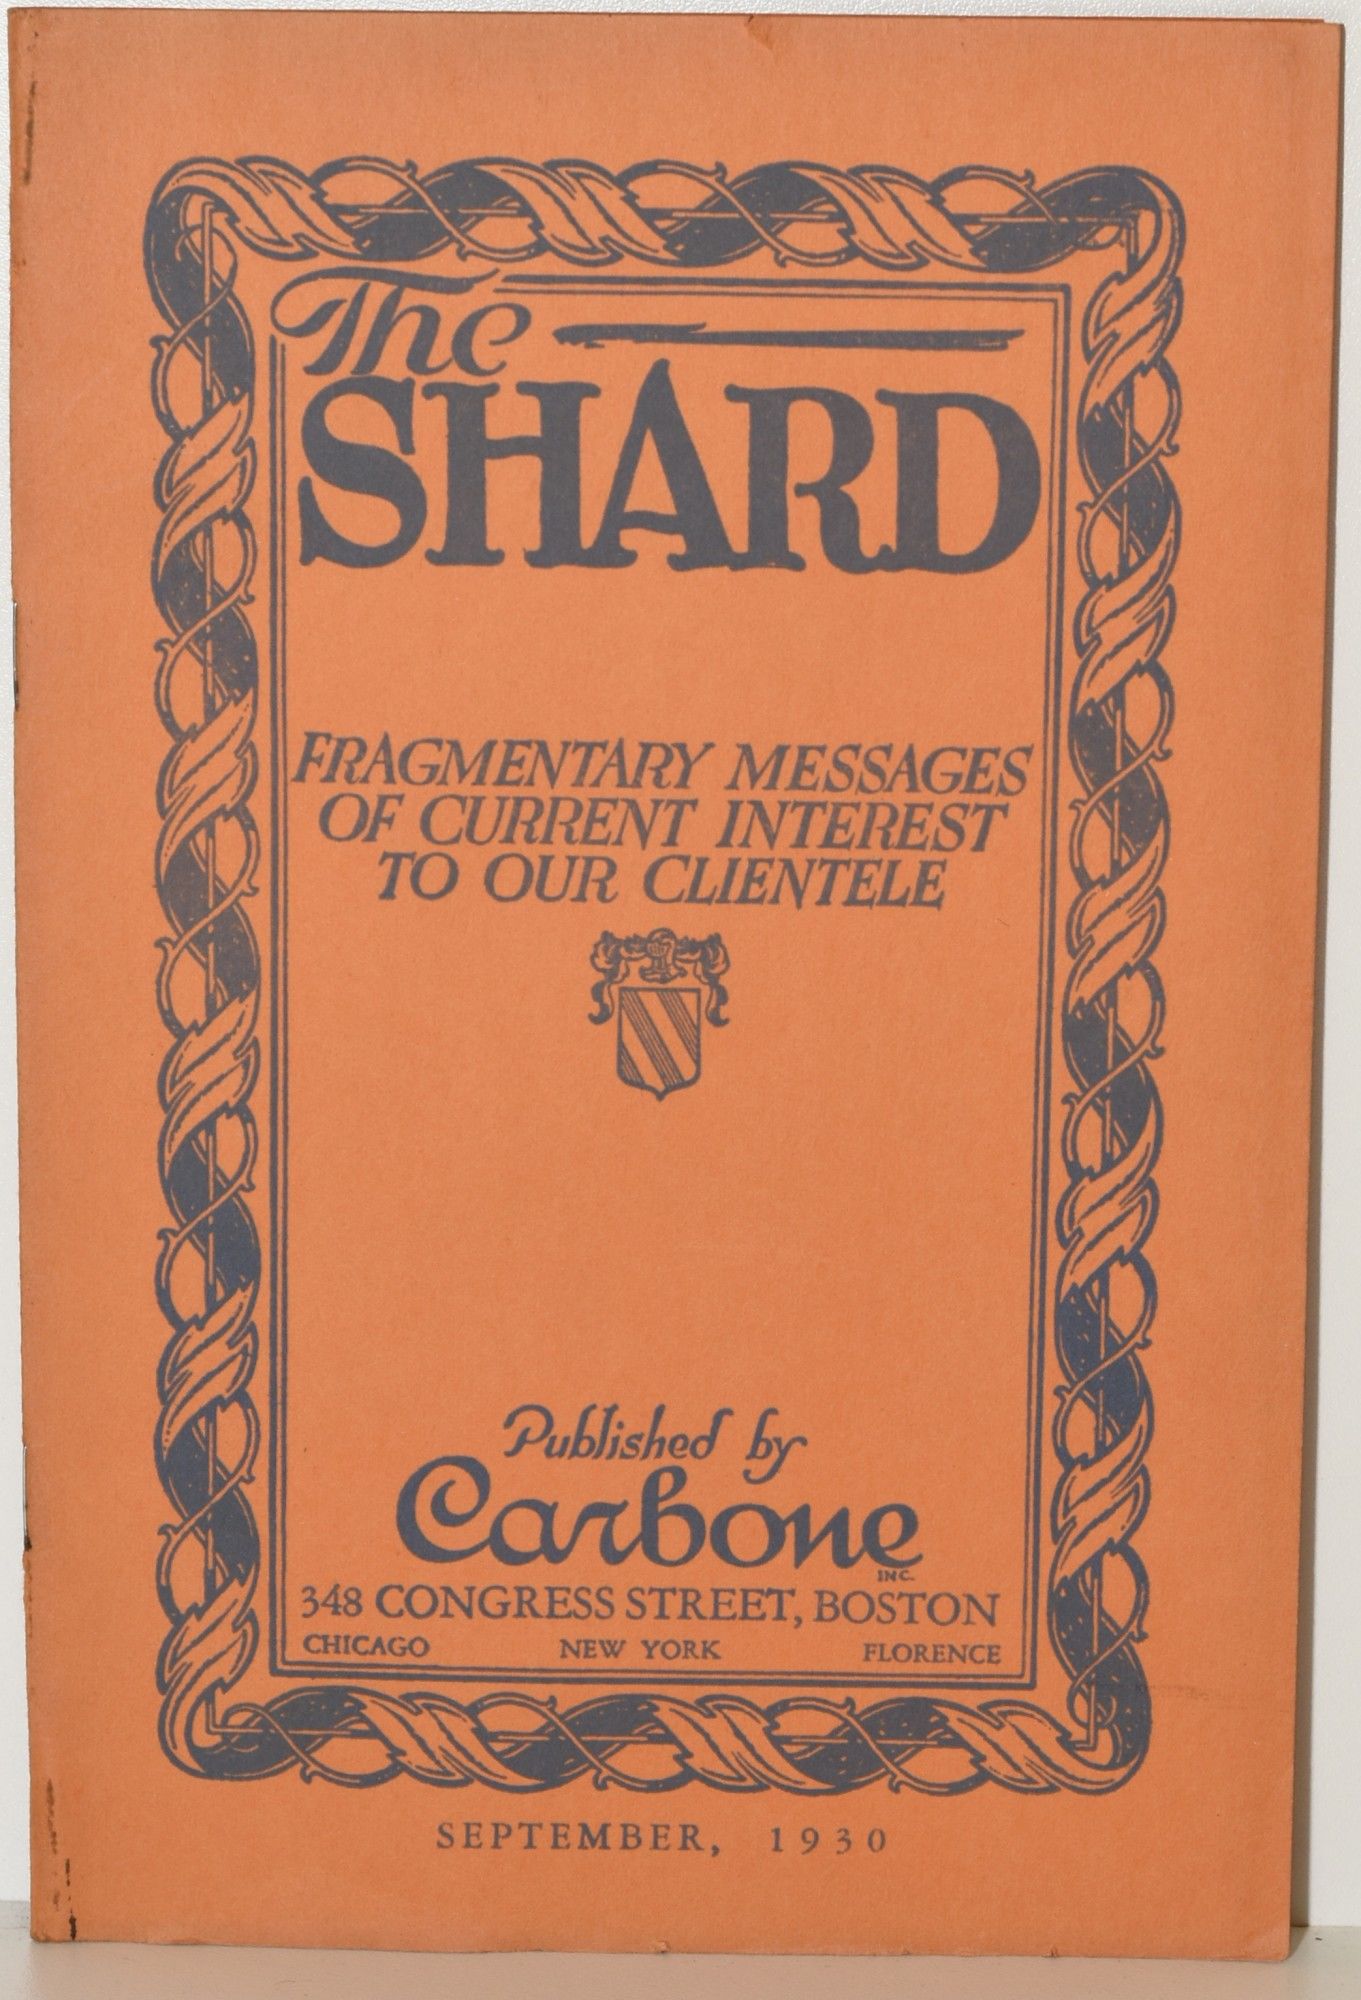 The
SHARD
FRAGMENTARY MESSAGES
OF CURRENT INTEREST
TO OUR CLIENTELE
Published by
Carbone
INC.
348 CONGRESS STREET, BOSTON
CHICAGO NEW YORK FLORENCE
SEPTEMBER, 1930